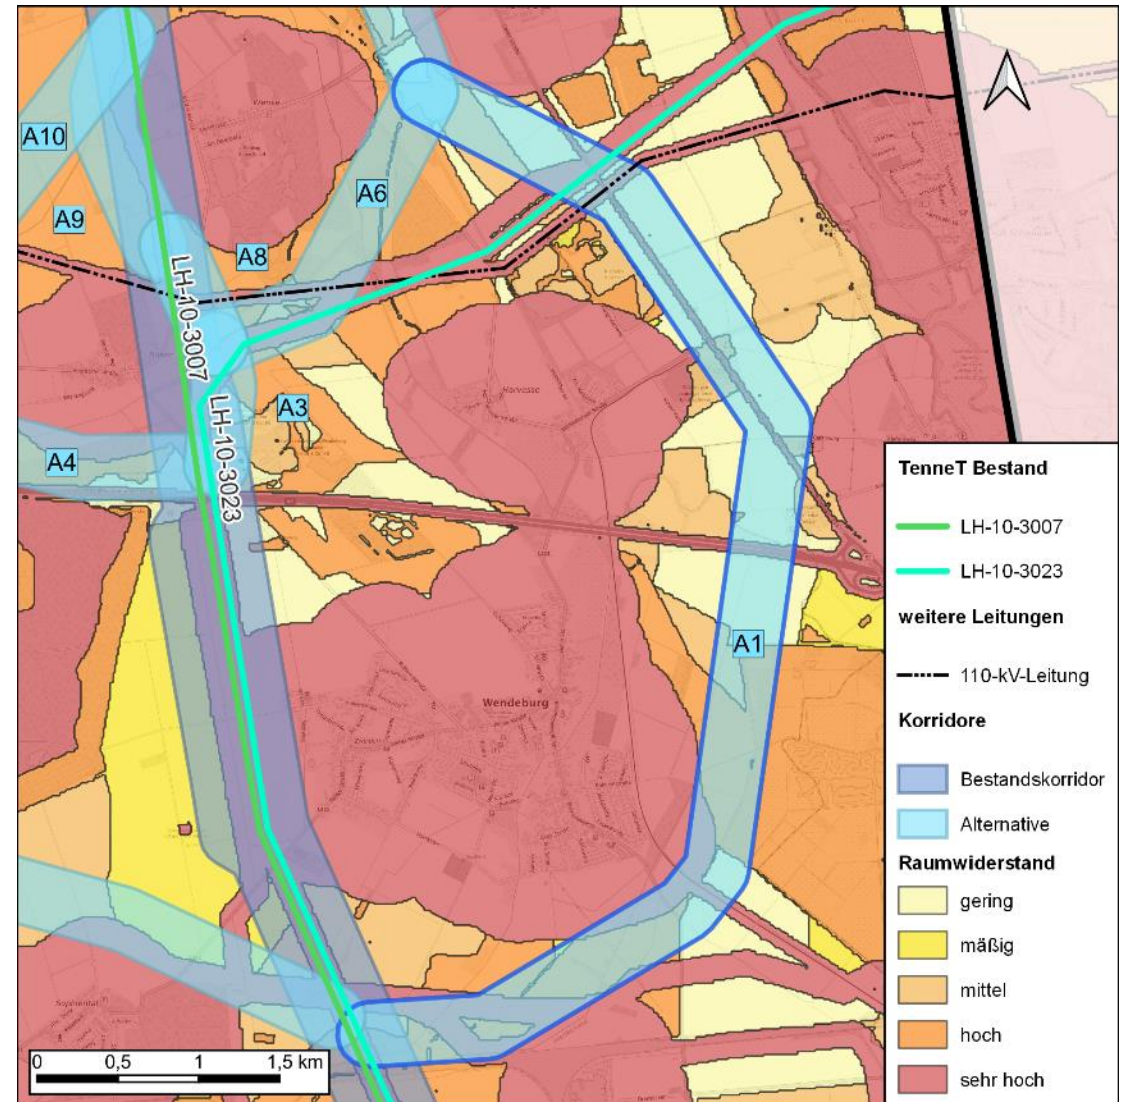 A10
A9
A8
A6
LH-10-3007
LH-10-3023
A3
A4
Harvesse
A1
Wendeburg
Sophiental
0 0,5 1 1,5 km
TenneT Bestand
LH-10-3007
LH-10-3023
weitere Leitungen
110-kV-Leitung
Korridore
Bestandskorridor
Alternative
Raumwiderstand
gering
mäßig
mittel
hoch
sehr hoch